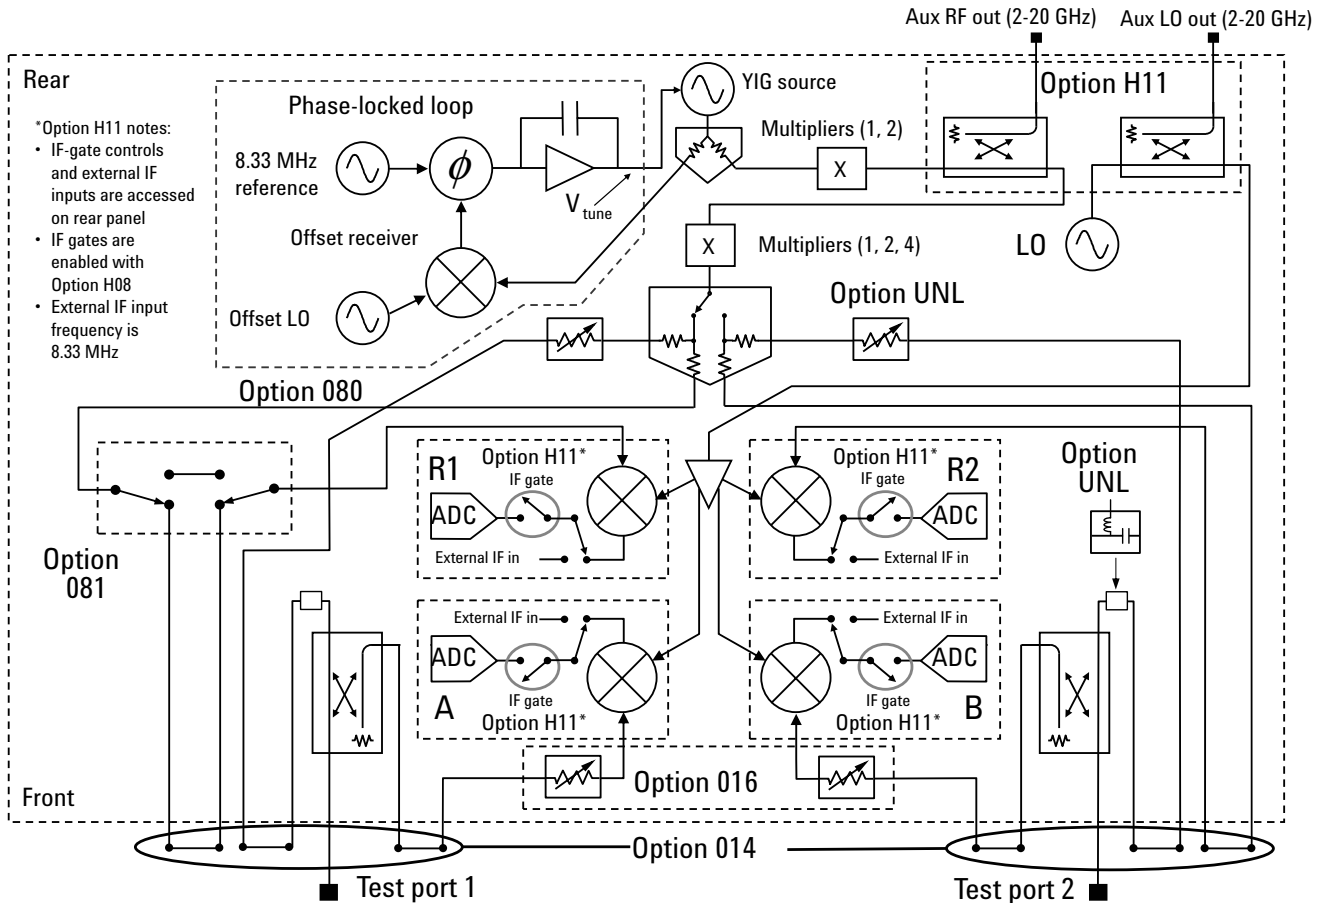 Aux RF out (2-20 GHz)
Aux LO out (2-20 GHz)
Rear
Option H11
YIG source
Phase-locked loop
*Option H11 notes:
• IF-gate controls
and external IF
inputs are accessed
on rear panel
• IF gates are
enabled with
Option H08
• External IF input
frequency is
8.33 MHz
Multipliers (1, 2)
8.33 MHz
reference
ϕ
X
V tune
Offset receiver
X
Multipliers (1, 2, 4)
LO
Option UNL
Offset LO
Option 080
R1
Option H11*
IF gate
ADC
External IF in
Option H11*
R2
IF gate
ADC
External IF in
Option
UNL
Option
081
External IF in
ADC
IF gate
A
Option H11*
External IF in
ADC
IF gate
Option H11*
B
Option 016
Front
Option 014
Test port 1
Test port 2